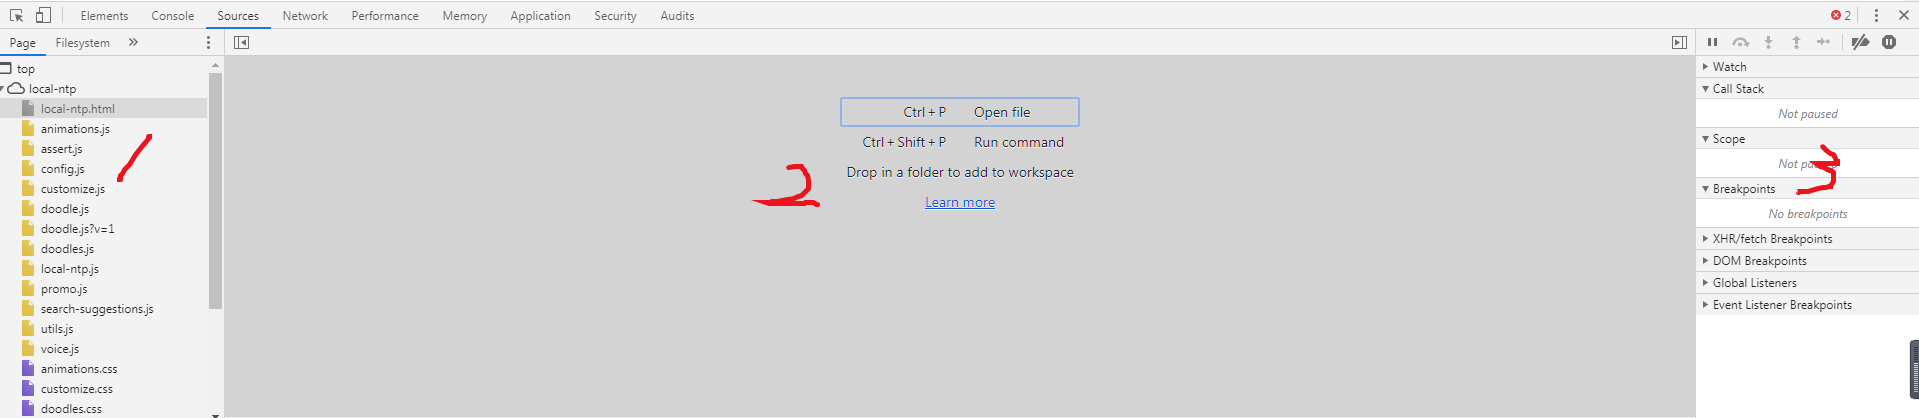 Elements Console Sources Network Performance Memory Application Security Audits 2
Page Filesystem
top
local-ntp
local-ntp.html
animations.js
assert.js
config.js
customize.js
doodle.js
doodle.js?v=1
doodles.js
local-ntp.js
promo.js
search-suggestions.js
utils.js
voice.js
animations.css
customize.css
doodles.css
1
Ctrl + P Open file
Ctrl + Shift + P Run command
Drop in a folder to add to workspace
Learn more
2
Watch
Call Stack
Not paused
Scope
Not paused
3
Breakpoints
No breakpoints
XHR/fetch Breakpoints
DOM Breakpoints
Global Listeners
Event Listener Breakpoints